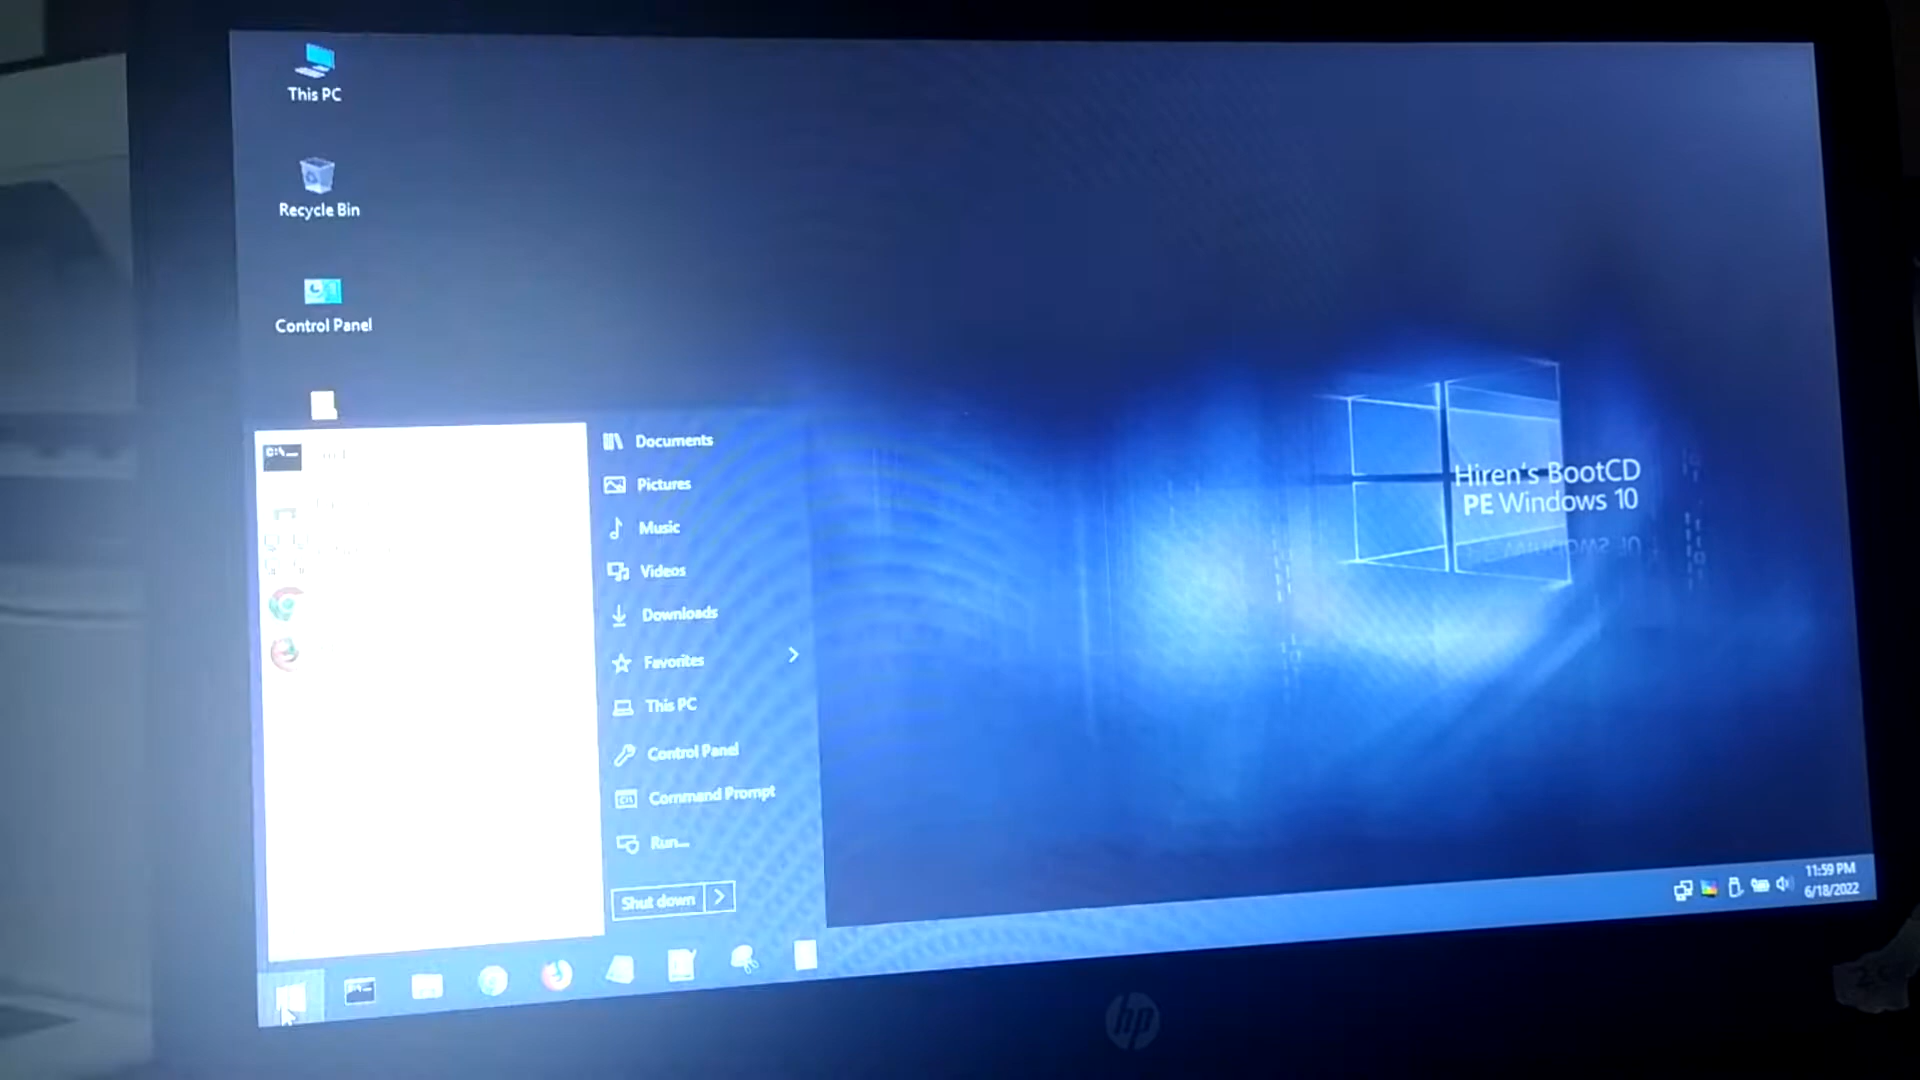 This PC
Recycle Bin
Control Panel
Documents
Pictures
Music
Videos
Downloads
Favorites
This PC
Control Panel
Command Prompt
Run...
Shut down
Hiren's BootCD
PE Windows 10
11:59 PM
6/18/2022
hp